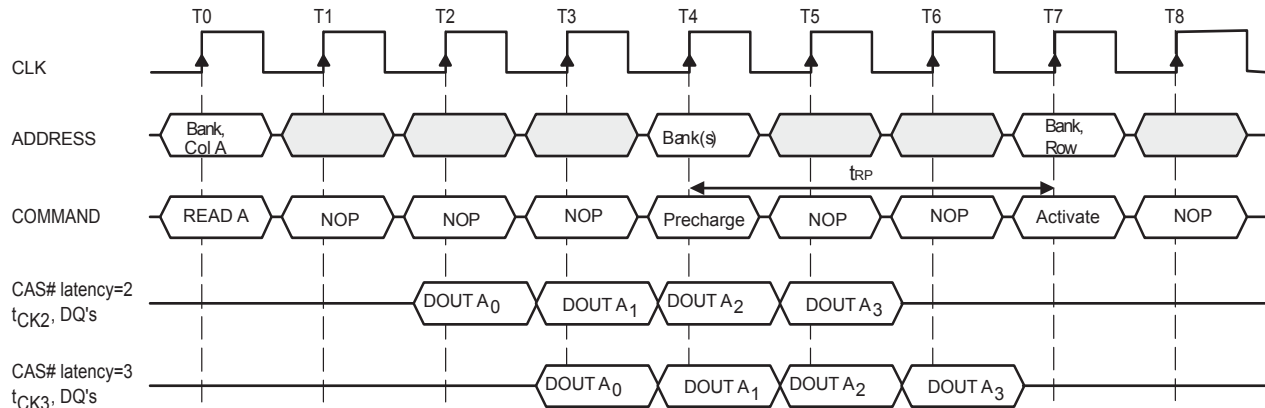 T0 T1 T2 T3 T4 T5 T6 T7 T8
CLK
ADDRESS
Bank,
Col A
Bank(s)
Bank,
Row
tRP
COMMAND
READ A NOP NOP NOP Precharge NOP NOP Activate NOP
CAS# latency=2
tCK2, DQ's
DOUT A0 DOUT A1 DOUT A2 DOUT A3
CAS# latency=3
tCK3, DQ's
DOUT A0 DOUT A1 DOUT A2 DOUT A3